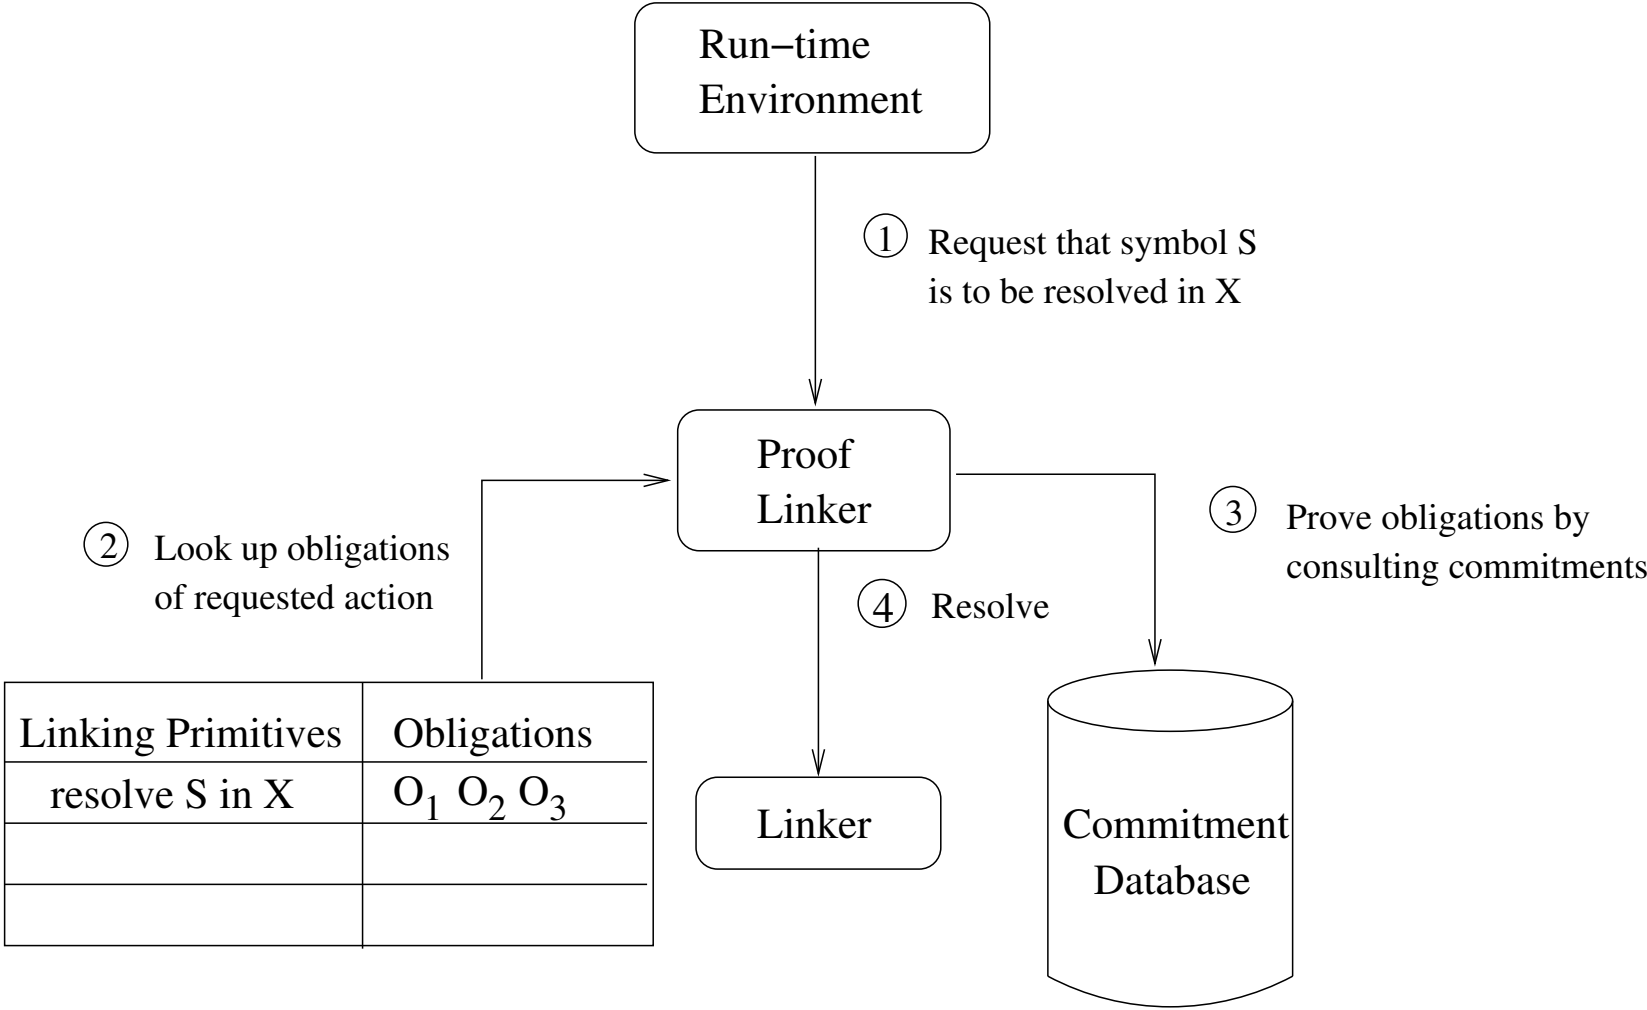 Run−time
Environment
1 Request that symbol S
is to be resolved in X
Proof
Linker
2 Look up obligations
of requested action
3 Prove obligations by
consulting commitments
4 Resolve
Linking Primitives Obligations
resolve S in X O1 O2 O3
Linker
Commitment
Database